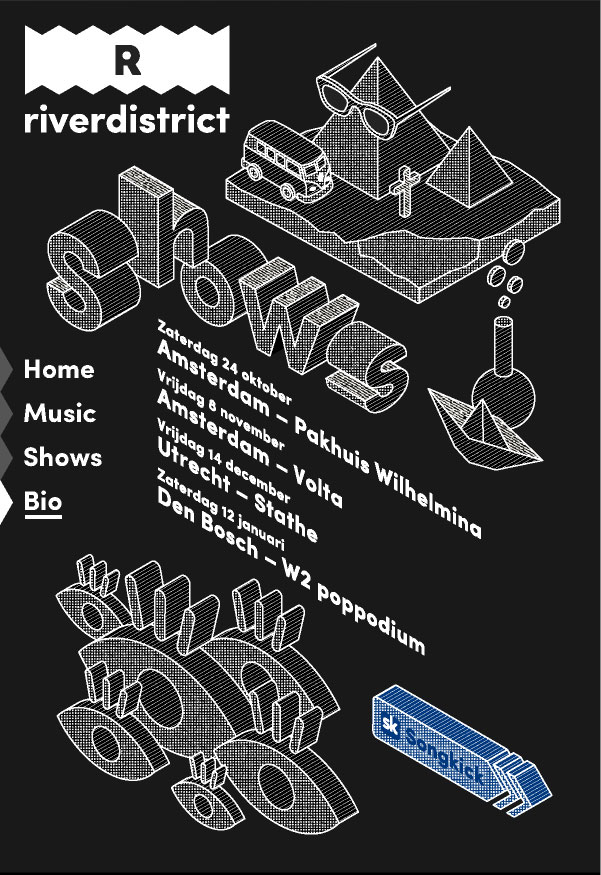 R
riverdistrict
shows
Zaterdag 24 oktober
Amsterdam – Pakhuis Wilhelmina
Vrijdag 8 november
Amsterdam – Volta
Vrijdag 14 december
Utrecht – Stathe
Zaterdag 12 januari
Den Bosch – W2 poppodium
Home
Music
Shows
Bio
sk Songkick